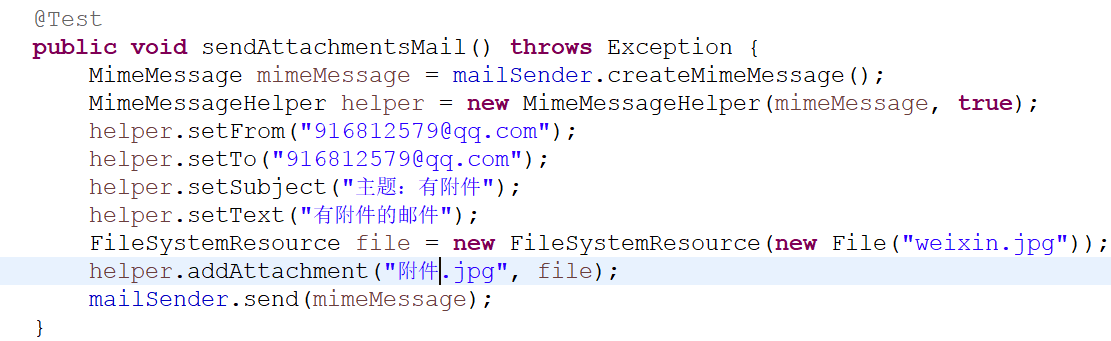 @Test
public void sendAttachmentsMail() throws Exception {
    MimeMessage mimeMessage = mailSender.createMimeMessage();
    MimeMessageHelper helper = new MimeMessageHelper(mimeMessage, true);
    helper.setFrom("916812579@qq.com");
    helper.setTo("916812579@qq.com");
    helper.setSubject("主题：有附件");
    helper.setText("有附件的邮件");
    FileSystemResource file = new FileSystemResource(new File("weixin.jpg"));
    helper.addAttachment("附件.jpg", file);
    mailSender.send(mimeMessage);
}